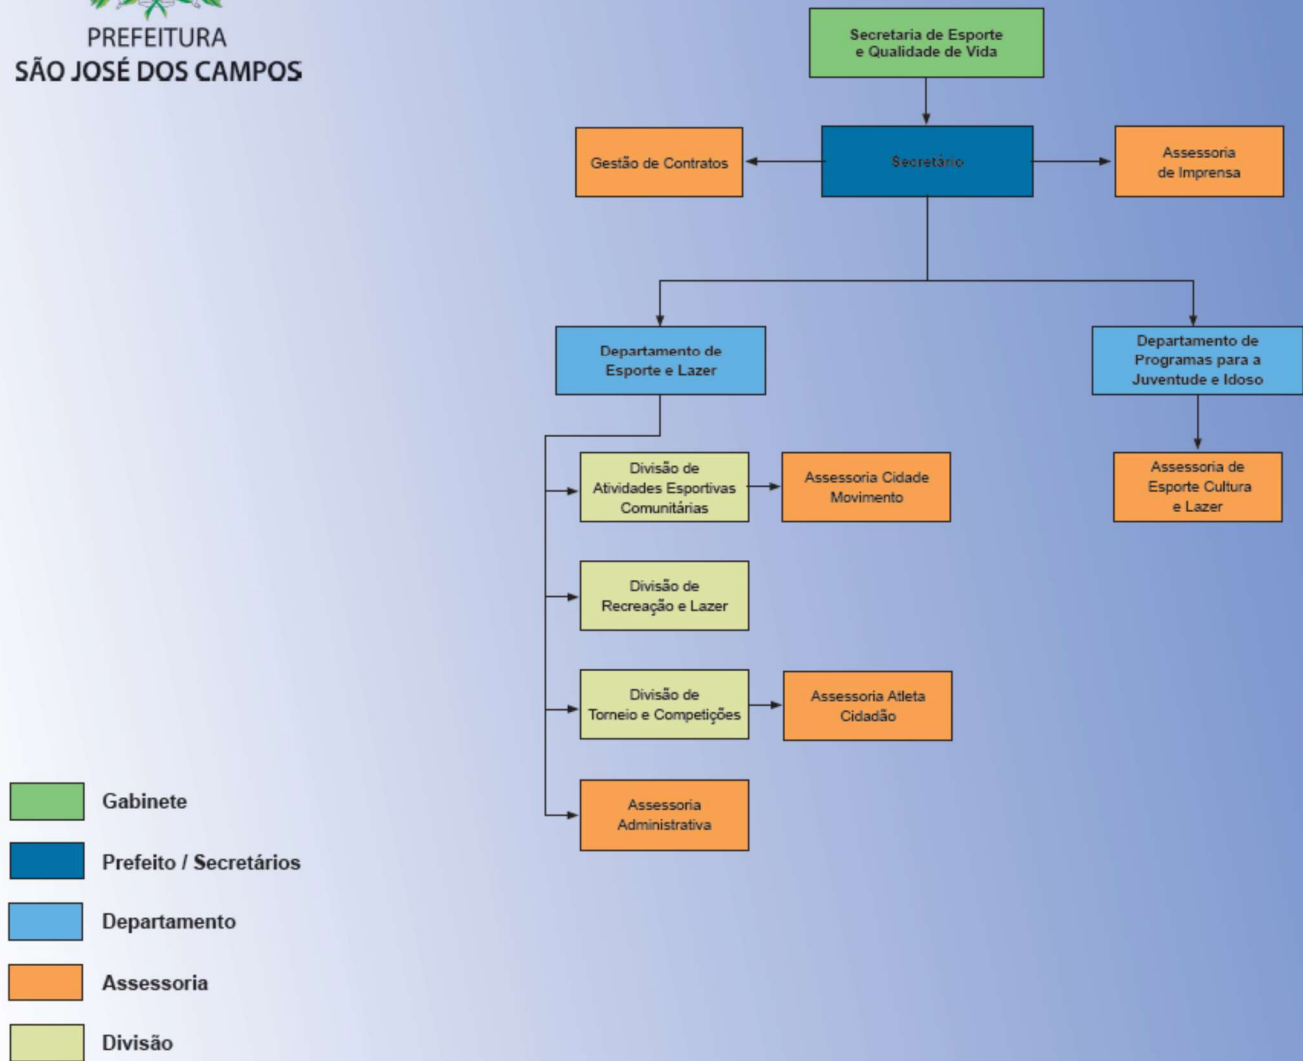 PREFEITURA
SÃO JOSÉ DOS CAMPOS
Secretaria de Esporte
e Qualidade de Vida
Gestão de Contratos
Secretário
Assessoria
de Imprensa
Departamento de
Esporte e Lazer
Departamento de
Programas para a
Juventude e Idoso
Divisão de
Atividades Esportivas
Comunitárias
Assessoria Cidade
Movimento
Assessoria de
Esporte Cultura
e Lazer
Divisão de
Recreação e Lazer
Divisão de
Torneio e Competições
Assessoria Atleta
Cidadão
Assessoria
Administrativa
Gabinete
Prefeito / Secretários
Departamento
Assessoria
Divisão